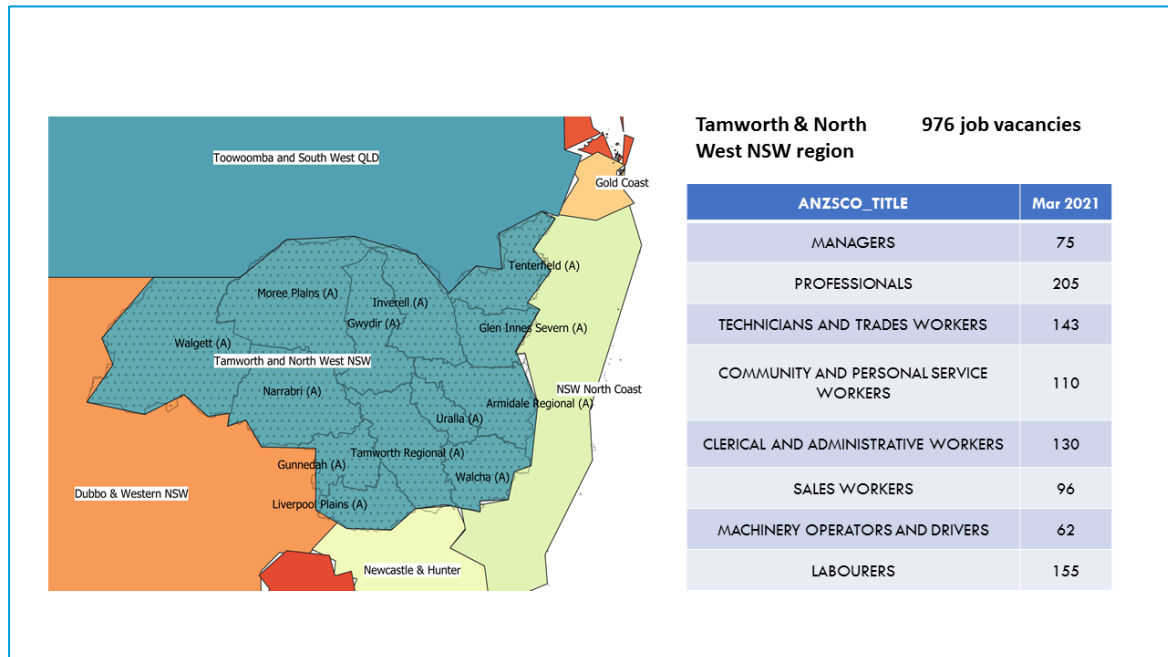 Tamworth & North 976 job vacancies
West NSW region
Toowoomba and South West QLD
Gold Coast
Tenterfield (A)
Moree Plains (A)
Inverell (A)
Gwydir (A)
Glen Innes Severn (A)
Walgett (A)
Tamworth and North West NSW
Narrabri (A)
NSW North Coast
Armidale Regional (A)
Uralla (A)
Tamworth Regional (A)
Gunnedah (A)
Walcha (A)
Dubbo & Western NSW
Liverpool Plains (A)
Newcastle & Hunter
ANZSCO_TITLE Mar 2021
MANAGERS 75
PROFESSIONALS 205
TECHNICIANS AND TRADES WORKERS 143
COMMUNITY AND PERSONAL SERVICE
WORKERS 110
CLERICAL AND ADMINISTRATIVE WORKERS 130
SALES WORKERS 96
MACHINERY OPERATORS AND DRIVERS 62
LABOURERS 155